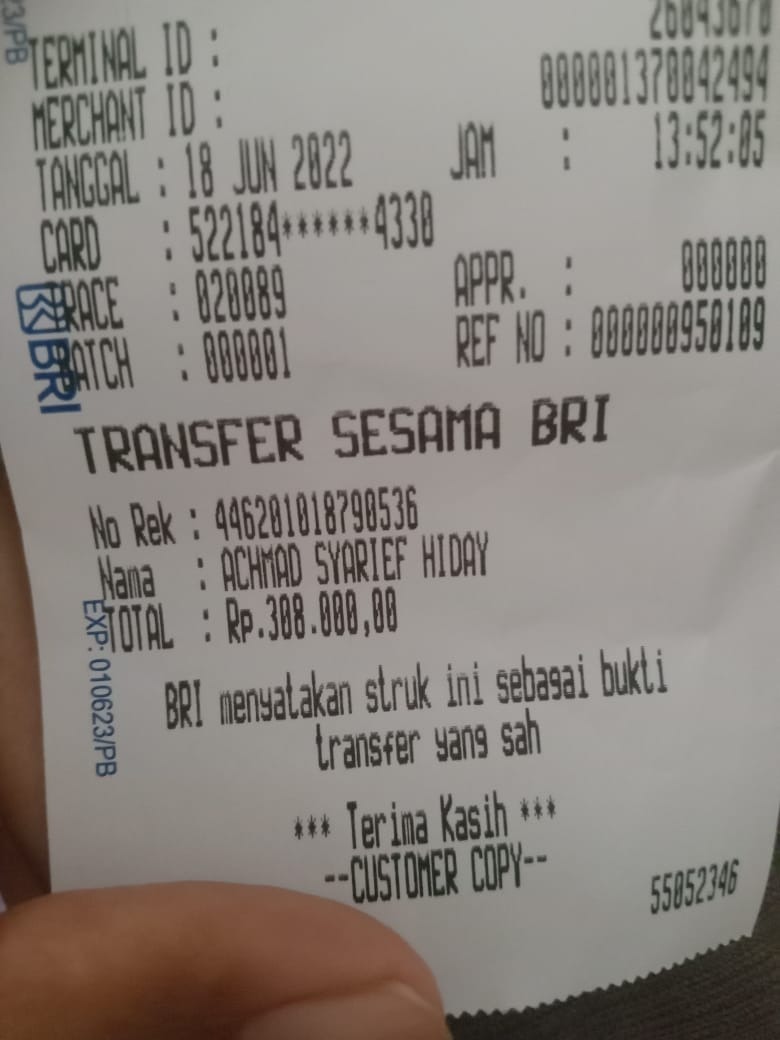 23/PB
TERMINAL ID : 26043670
MERCHANT ID : 000001370042494
TANGGAL : 18 JUN 2022 JAM : 13:52:05
CARD : 522184******4330
TRACE : 020089 APPR. : 000000
BATCH : 000001 REF NO : 000000950109
BRI
TRANSFER SESAMA BRI
No Rek : 446201018790536
Nama : ACHMAD SYARIEF HIDAY
TOTAL : Rp.308.000,00
EXP: 010623/PB
BRI menyatakan struk ini sebagai bukti
transfer yang sah
*** Terima Kasih ***
--CUSTOMER COPY--
55052346